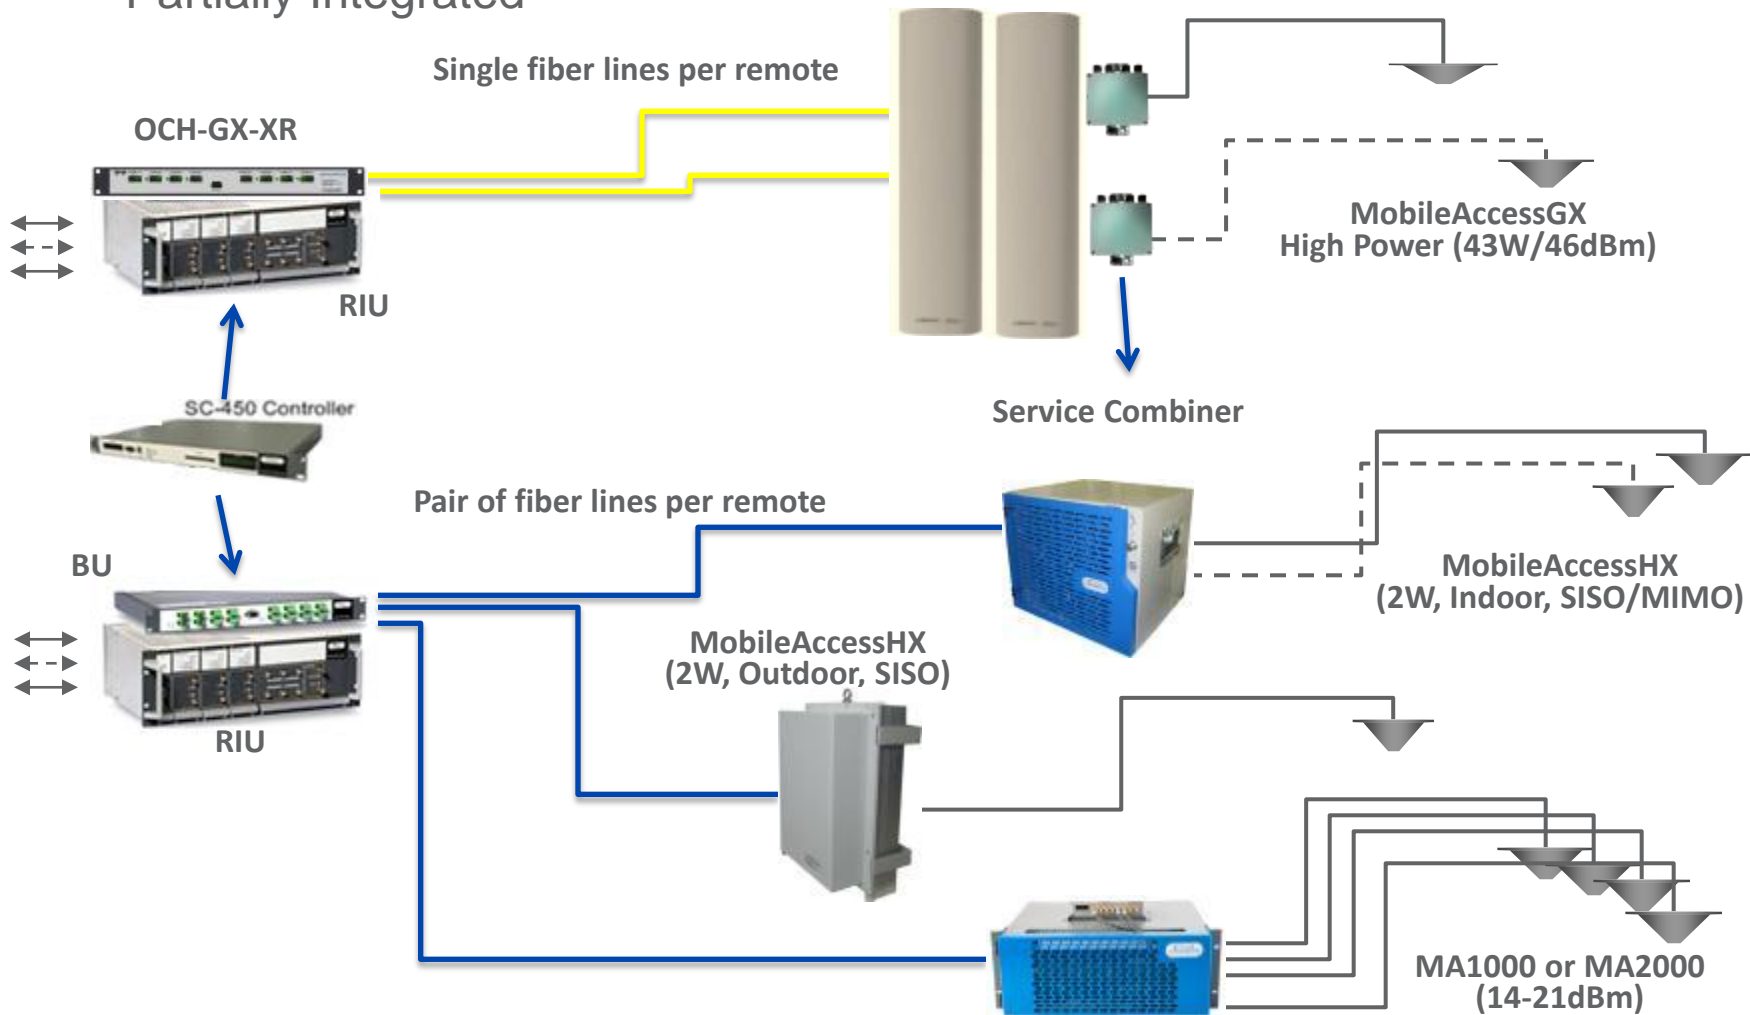 Partially Integrated
Single fiber lines per remote
OCH-GX-XR
MobileAccessGX
High Power (43W/46dBm)
RIU
SC-450 Controller
Service Combiner
Pair of fiber lines per remote
BU
MobileAccessHX
(2W, Indoor, SISO/MIMO)
MobileAccessHX
(2W, Outdoor, SISO)
RIU
MA1000 or MA2000
(14-21dBm)